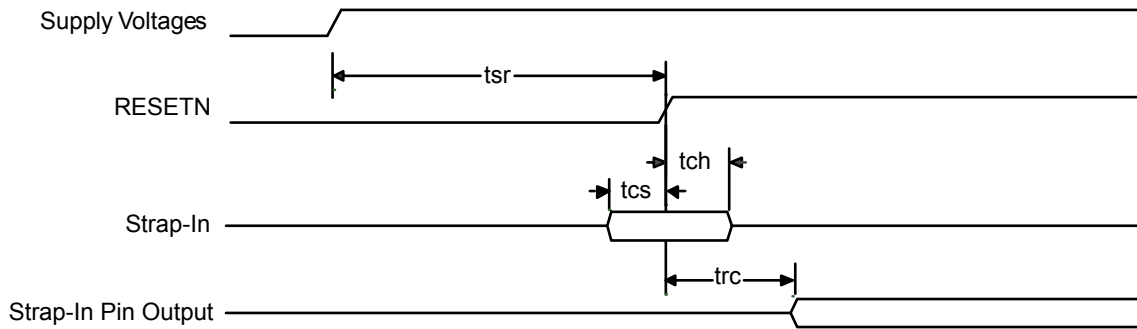 Supply Voltages
tsr
RESETN
tch
tcs
Strap-In
trc
Strap-In Pin Output